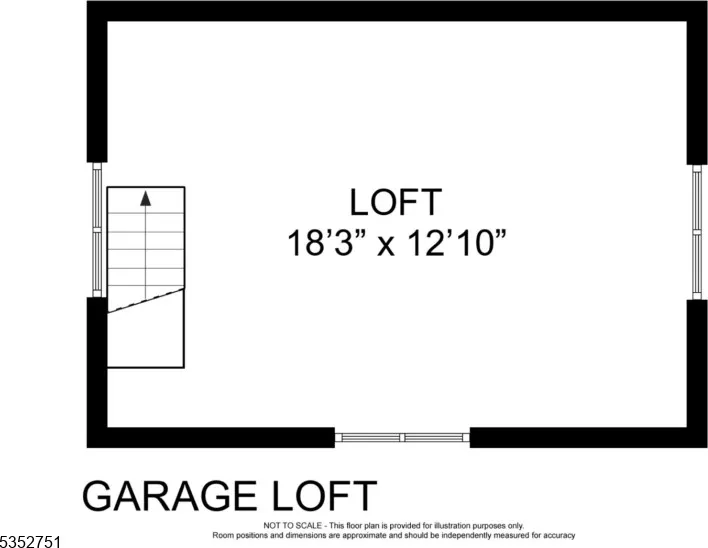 LOFT
18’3” x 12’10”
GARAGE LOFT
NOT TO SCALE - This floor plan is provided for illustration purposes only.
Room positions and dimensions are approximate and should be independently measured for accuracy
5352751